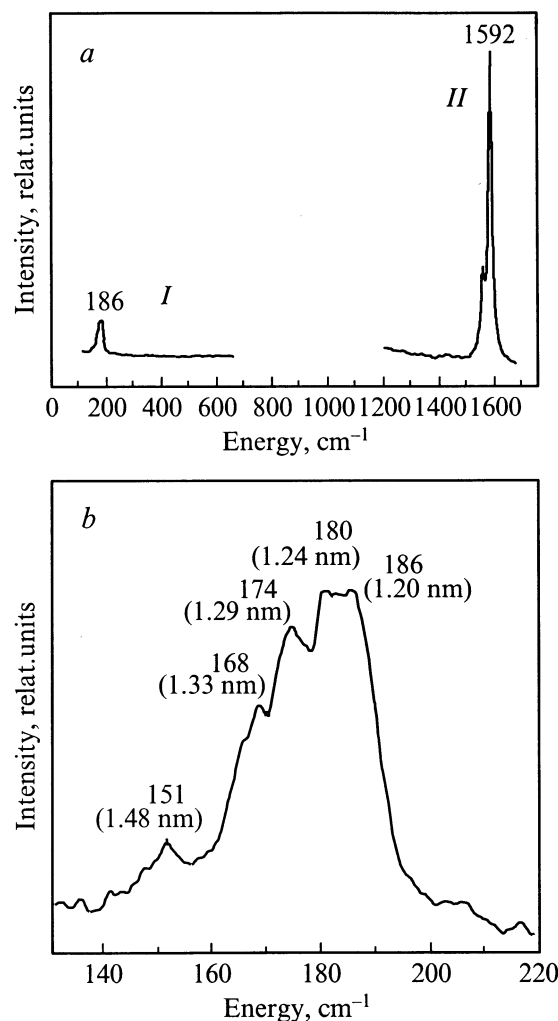 1592
a
II
186
I
Intensity, relat.units
0 200 400 600 800 1000 1200 1400 1600
Energy, cm⁻¹
b
180
(1.24 nm)
186
(1.20 nm)
174
(1.29 nm)
168
(1.33 nm)
151
(1.48 nm)
Intensity, relat.units
140 160 180 200 220
Energy, cm⁻¹